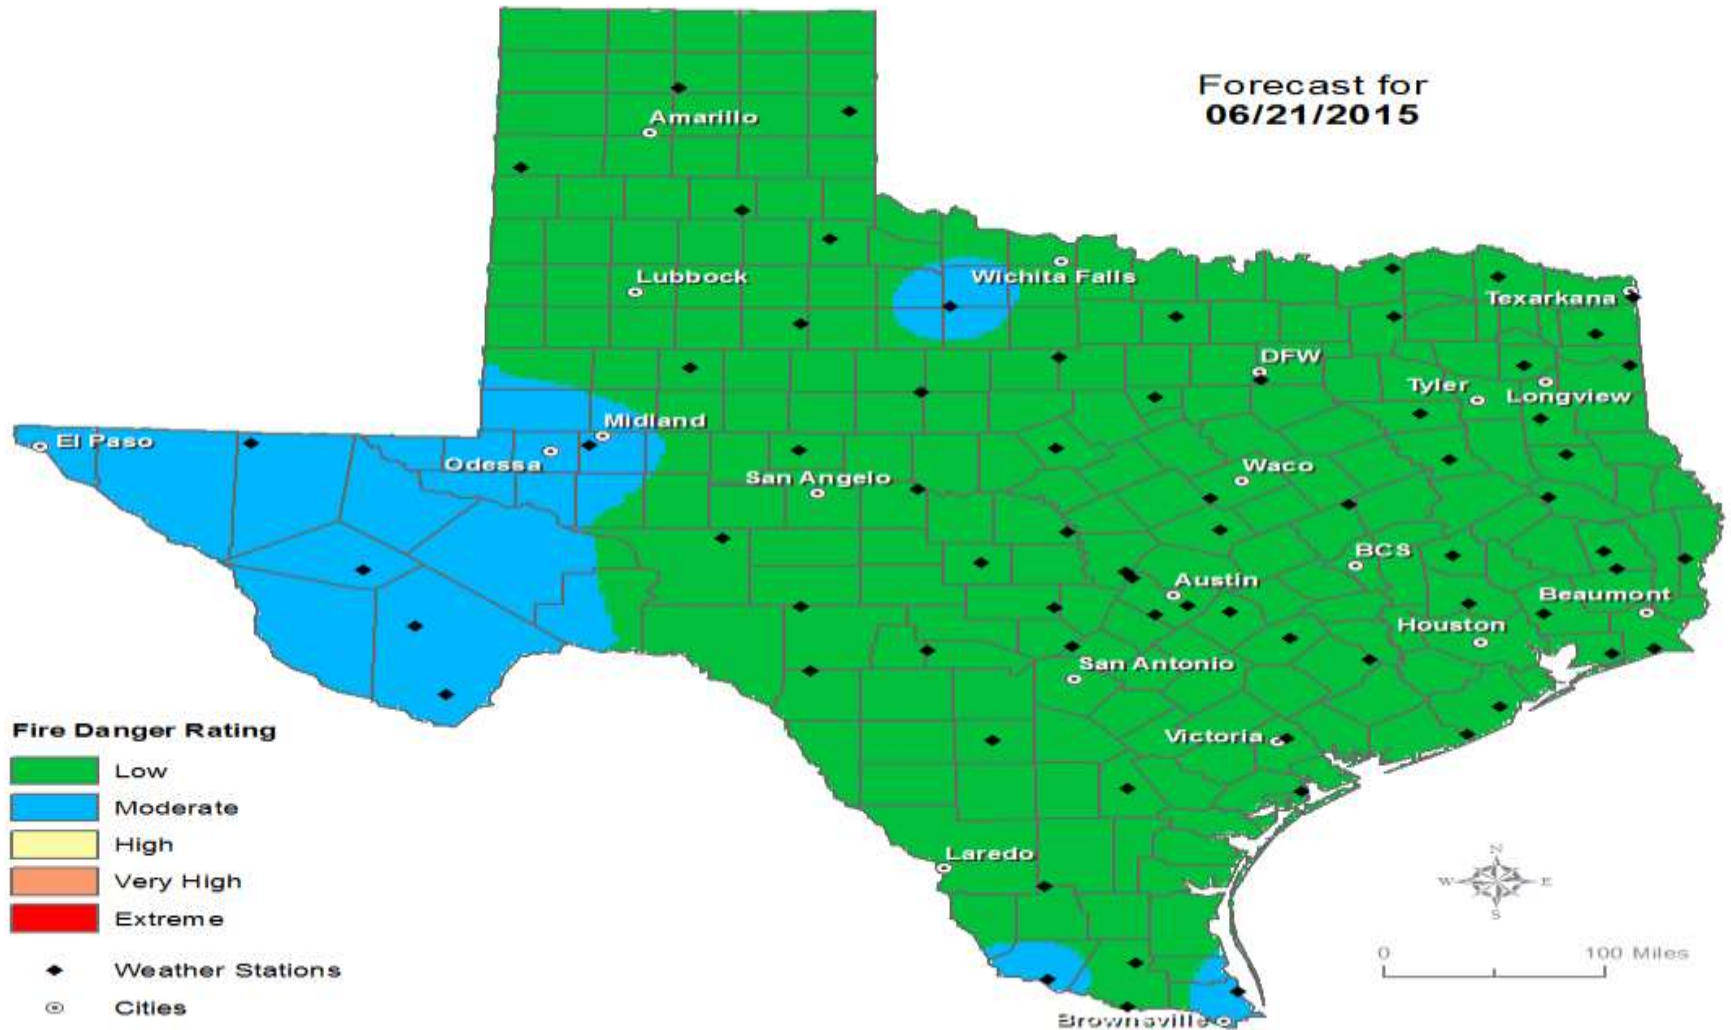 Forecast for
06/21/2015
Amarillo
Lubbock
Wichita Falls
Texarkana
DFW
Tyler
Longview
El Paso
Midland
Odessa
San Angelo
Waco
BCS
Austin
Beaumont
Houston
San Antonio
Victoria
Laredo
Brownsville
Fire Danger Rating
Low
Moderate
High
Very High
Extreme
Weather Stations
Cities
N
W E
S
0 100 Miles